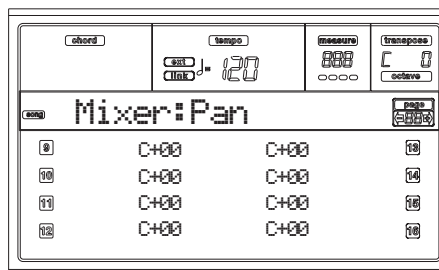 chord tempo measure transpose
ext link ♩= 120 888 C 0
octave
song Mixer:Pan page
88
9 C+00 C+00 13
10 C+00 C+00 14
11 C+00 C+00 15
12 C+00 C+00 16